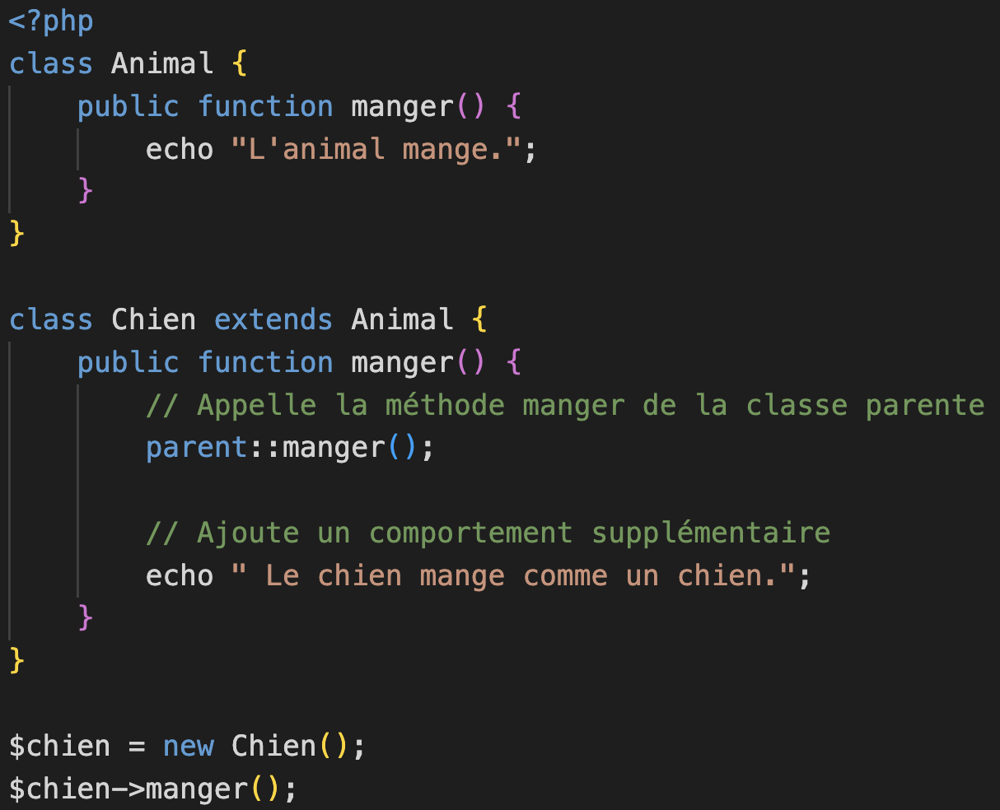 <?php
class Animal {
    public function manger() {
        echo "L'animal mange.";
    }
}

class Chien extends Animal {
    public function manger() {
        // Appelle la méthode manger de la classe parente
        parent::manger();

        // Ajoute un comportement supplémentaire
        echo " Le chien mange comme un chien.";
    }
}

$chien = new Chien();
$chien->manger();